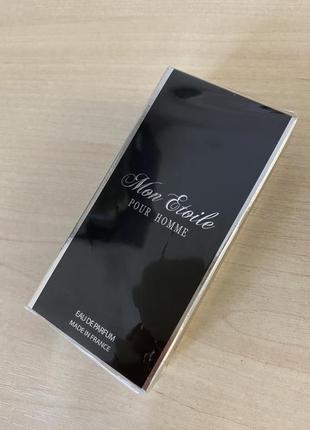 Mon Etoile
POUR HOMME
EAU DE PARFUM
MADE IN FRANCE